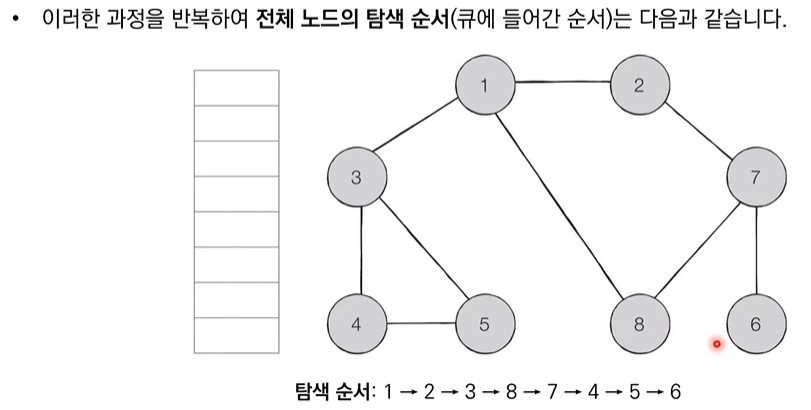 • 이러한 과정을 반복하여 전체 노드의 탐색 순서(큐에 들어간 순서)는 다음과 같습니다.
1 2
3 7
4 5 8 6
탐색 순서: 1 → 2 → 3 → 8 → 7 → 4 → 5 → 6